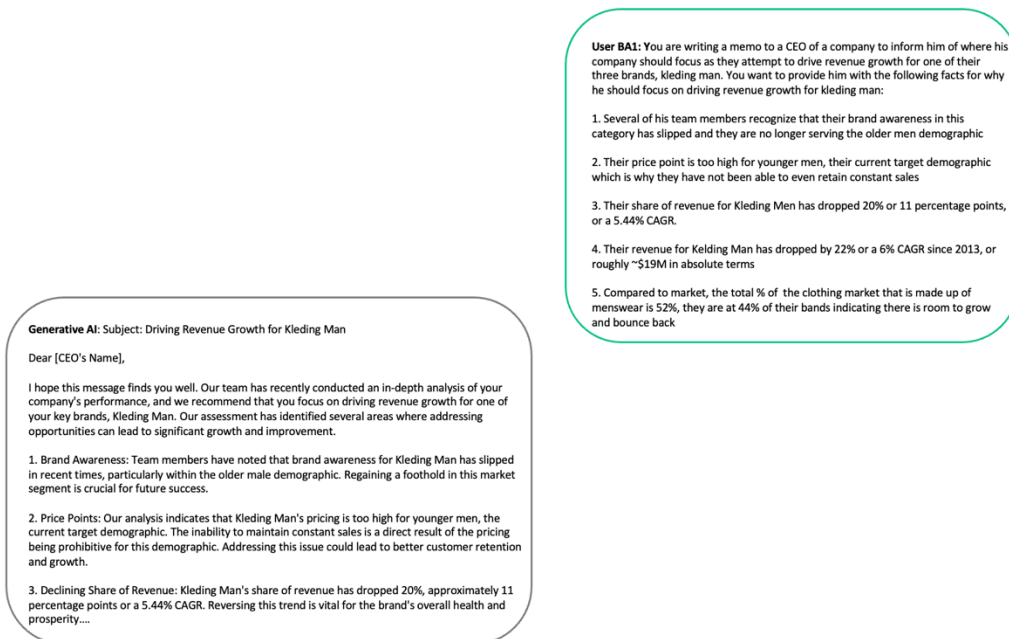 User BA1: You are writing a memo to a CEO of a company to inform him of where his
company should focus as they attempt to drive revenue growth for one of their
three brands, kleding man. You want to provide him with the following facts for why
he should focus on driving revenue growth for kleding man:
1. Several of his team members recognize that their brand awareness in this
category has slipped and they are no longer serving the older men demographic
2. Their price point is too high for younger men, their current target demographic
which is why they have not been able to even retain constant sales
3. Their share of revenue for Kleding Men has dropped 20% or 11 percentage points,
or a 5.44% CAGR.
4. Their revenue for Kelding Man has dropped by 22% or a 6% CAGR since 2013, or
roughly ~$19M in absolute terms
5. Compared to market, the total % of the clothing market that is made up of
menswear is 52%, they are at 44% of their bands indicating there is room to grow
and bounce back
Generative AI: Subject: Driving Revenue Growth for Kleding Man
Dear [CEO's Name],
I hope this message finds you well. Our team has recently conducted an in-depth analysis of your
company's performance, and we recommend that you focus on driving revenue growth for one of
your key brands, Kleding Man. Our assessment has identified several areas where addressing
opportunities can lead to significant growth and improvement.
1. Brand Awareness: Team members have noted that brand awareness for Kleding Man has slipped
in recent times, particularly within the older male demographic. Regaining a foothold in this market
segment is crucial for future success.
2. Price Points: Our analysis indicates that Kleding Man's pricing is too high for younger men, the
current target demographic. The inability to maintain constant sales is a direct result of the pricing
being prohibitive for this demographic. Addressing this issue could lead to better customer retention
and growth.
3. Declining Share of Revenue: Kleding Man's share of revenue has dropped 20%, approximately 11
percentage points or a 5.44% CAGR. Reversing this trend is vital for the brand's overall health and
prosperity....